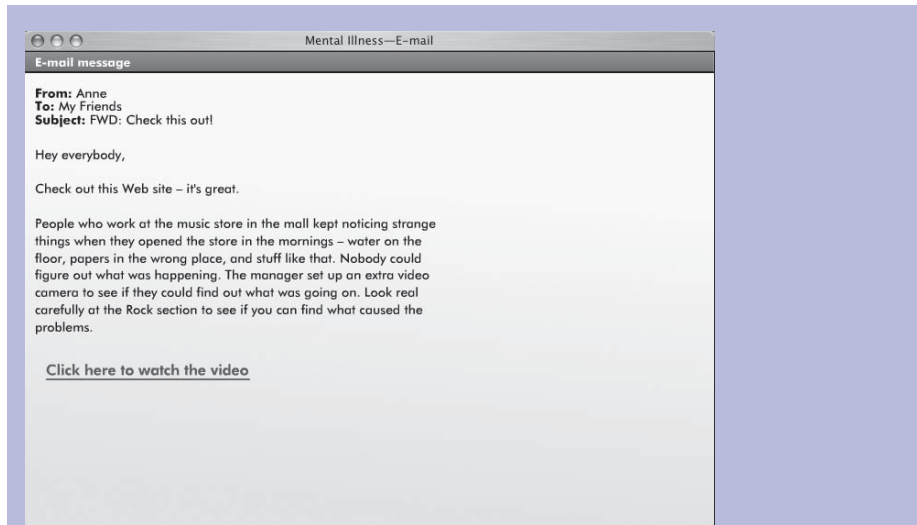 Mental Illness—E-mail
E-mail message
From: Anne
To: My Friends
Subject: FWD: Check this out!
Hey everybody,
Check out this Web site – it's great.
People who work at the music store in the mall kept noticing strange
things when they opened the store in the mornings – water on the
floor, papers in the wrong place, and stuff like that. Nobody could
figure out what was happening. The manager set up an extra video
camera to see if they could find out what was going on. Look real
carefully at the Rock section to see if you can find what caused the
problems.
Click here to watch the video